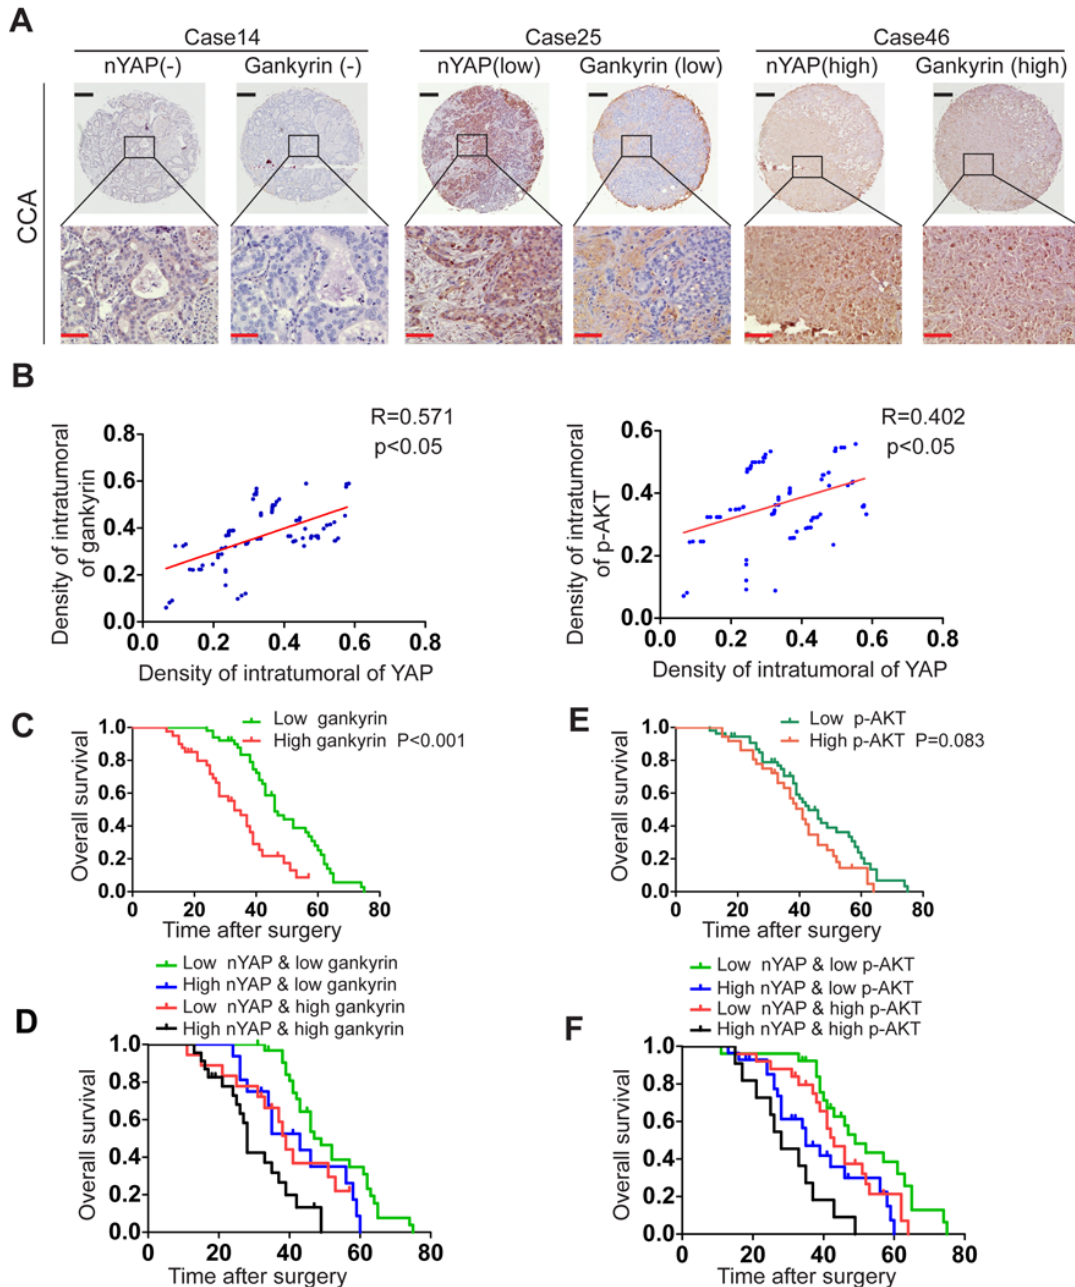 A
Case14 Case25 Case46
nYAP(-) Gankyrin (-) nYAP(low) Gankyrin (low) nYAP(high) Gankyrin (high)
CCA
B
R=0.571
p<0.05
Density of intratumoral
of gankyrin
0.8
0.6
0.4
0.2
0.0
0.0 0.2 0.4 0.6 0.8
Density of intratumoral of YAP
R=0.402
p<0.05
Density of intratumoral
of p-AKT
0.6
0.4
0.2
0.0
0.0 0.2 0.4 0.6 0.8
Density of intratumoral of YAP
C
Low gankyrin
High gankyrin P<0.001
Overall survival
1.0
0.8
0.6
0.4
0.2
0.0
0 20 40 60 80
Time after surgery
E
Low p-AKT
High p-AKT P=0.083
Overall survival
1.0
0.8
0.6
0.4
0.2
0.0
0 20 40 60 80
Time after surgery
D
Low nYAP & low gankyrin
High nYAP & low gankyrin
Low nYAP & high gankyrin
High nYAP & high gankyrin
Overall survival
1.0
0.8
0.6
0.4
0.2
0.0
0 20 40 60 80
Time after surgery
F
Low nYAP & low p-AKT
High nYAP & low p-AKT
Low nYAP & high p-AKT
High nYAP & high p-AKT
Overall survival
1.0
0.8
0.6
0.4
0.2
0.0
0 20 40 60 80
Time after surgery